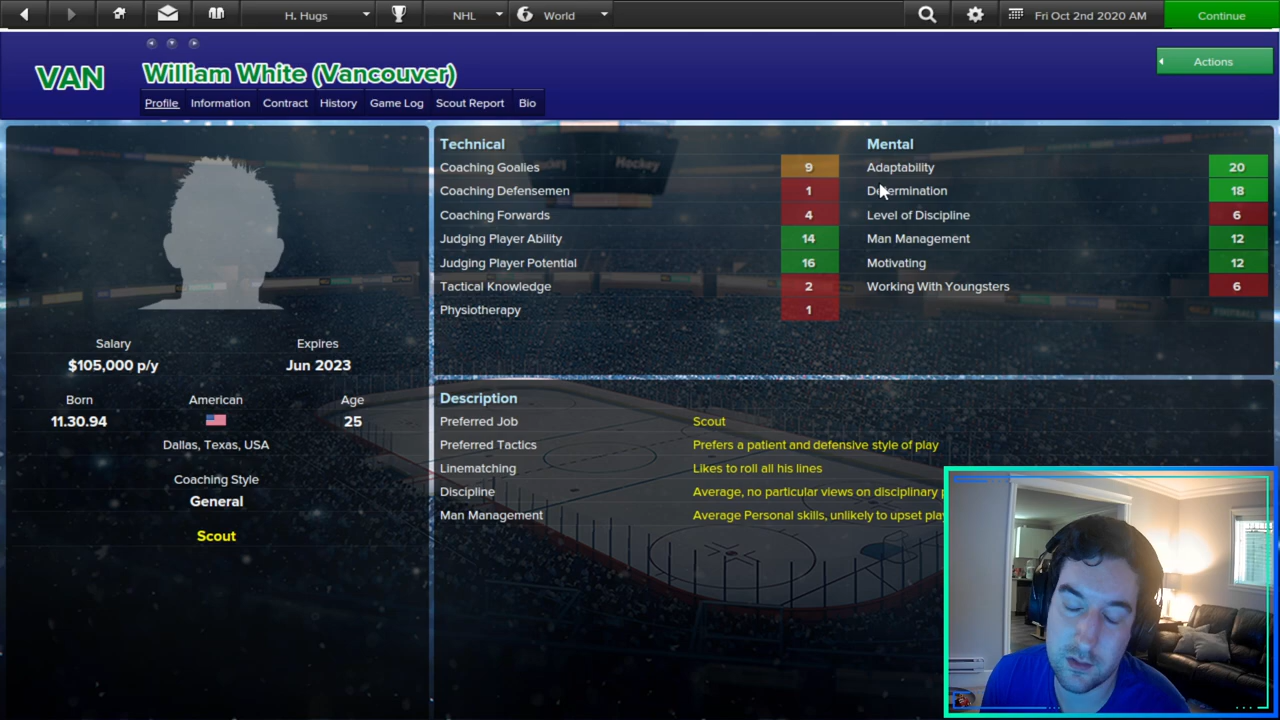 H. Hugs
NHL
World
Fri Oct 2nd 2020 AM
Continue
VAN
William White (Vancouver)
Actions
Profile
Information
Contract
History
Game Log
Scout Report
Bio
Salary
Expires
$105,000 p/y
Jun 2023
Born
American
Age
11.30.94
25
Dallas, Texas, USA
Coaching Style
General
Scout
Technical
Coaching Goalies 9
Coaching Defensemen 1
Coaching Forwards 4
Judging Player Ability 14
Judging Player Potential 16
Tactical Knowledge 2
Physiotherapy 1
Mental
Adaptability 20
Determination 18
Level of Discipline 6
Man Management 12
Motivating 12
Working With Youngsters 6
Description
Preferred Job Scout
Preferred Tactics Prefers a patient and defensive style of play
Linematching Likes to roll all his lines
Discipline Average, no particular views on disciplinary
Man Management Average Personal skills, unlikely to upset